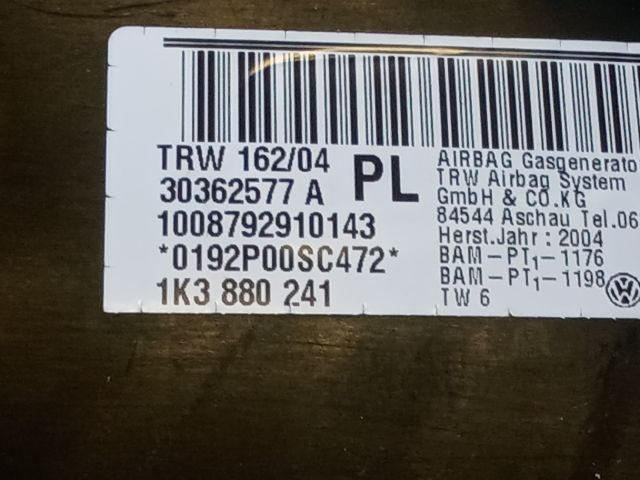 TRW 162/04
30362577 A
1008792910143
*0192P00SC472*
1K3 880 241
PL
AIRBAG Gasgenerato
TRW Airbag System
GmbH & CO.KG
84544 Aschau Tel.06
Herst.Jahr: 2004
BAM-PT1-1176
BAM-PT1-1198
TW 6